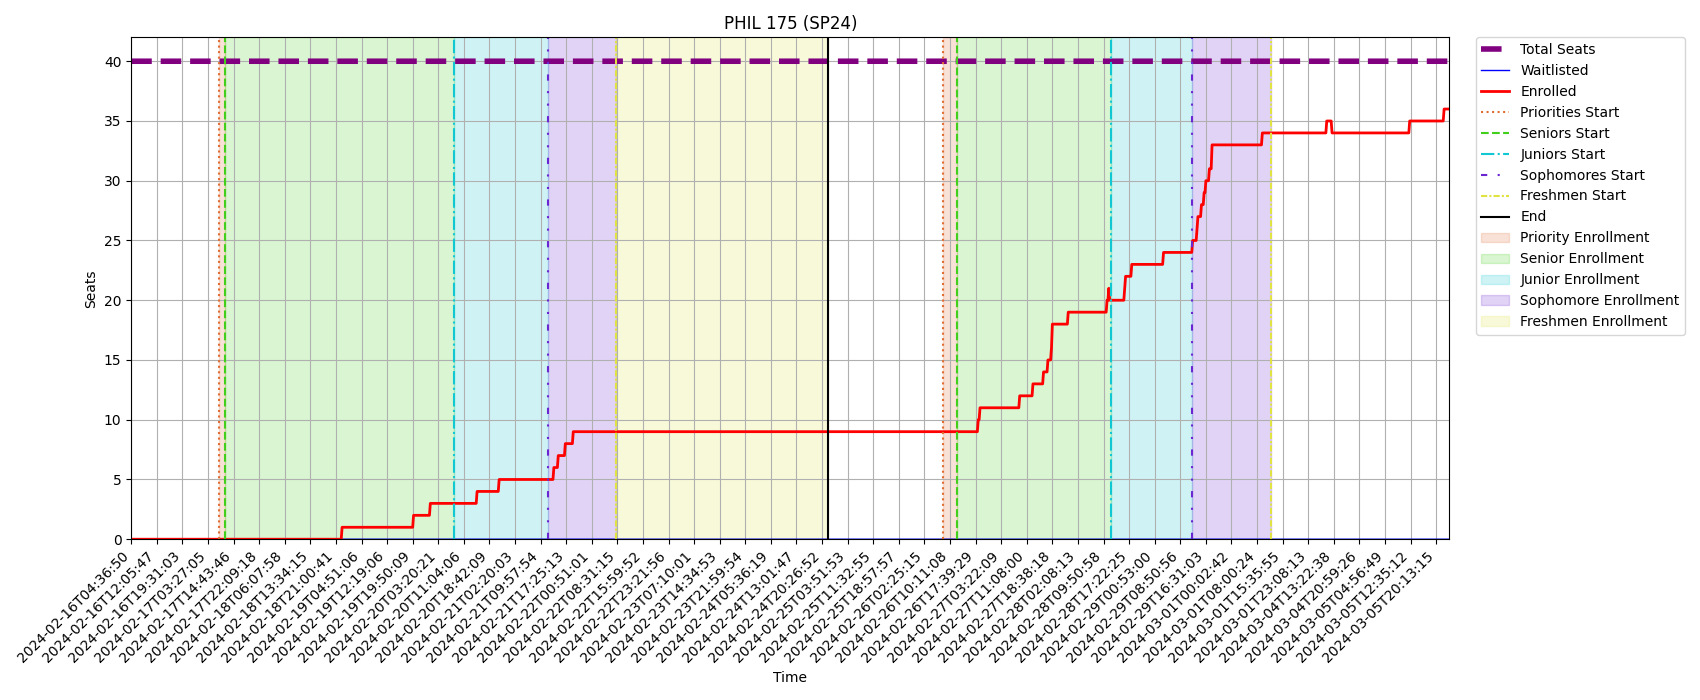 PHIL 175 (SP24)
Seats
40
35
30
25
20
15
10
5
0
2024-02-16T04:36:50
2024-02-16T12:05:47
2024-02-16T19:31:03
2024-02-17T03:27:05
2024-02-17T14:43:46
2024-02-17T22:09:18
2024-02-18T06:07:58
2024-02-18T13:34:15
2024-02-18T21:00:41
2024-02-19T04:51:06
2024-02-19T12:19:06
2024-02-19T19:50:09
2024-02-20T03:20:21
2024-02-20T11:04:06
2024-02-20T18:42:09
2024-02-21T02:20:03
2024-02-21T09:57:54
2024-02-21T17:25:13
2024-02-22T00:51:01
2024-02-22T08:31:15
2024-02-22T15:59:52
2024-02-22T23:21:56
2024-02-23T07:10:01
2024-02-23T14:34:53
2024-02-23T21:59:54
2024-02-24T05:36:19
2024-02-24T13:01:47
2024-02-24T20:26:52
2024-02-25T03:51:53
2024-02-25T11:32:55
2024-02-25T18:57:57
2024-02-26T02:25:15
2024-02-26T10:11:08
2024-02-26T17:39:29
2024-02-27T03:22:09
2024-02-27T11:08:00
2024-02-27T18:38:18
2024-02-28T02:08:13
2024-02-28T09:50:58
2024-02-28T17:22:25
2024-02-29T00:53:00
2024-02-29T08:50:56
2024-02-29T16:31:03
2024-03-01T00:02:42
2024-03-01T08:00:24
2024-03-01T15:35:55
2024-03-01T23:08:13
2024-03-04T13:22:38
2024-03-04T20:59:26
2024-03-05T04:56:49
2024-03-05T12:35:12
2024-03-05T20:13:15
Time
Total Seats
Waitlisted
Enrolled
Priorities Start
Seniors Start
Juniors Start
Sophomores Start
Freshmen Start
End
Priority Enrollment
Senior Enrollment
Junior Enrollment
Sophomore Enrollment
Freshmen Enrollment